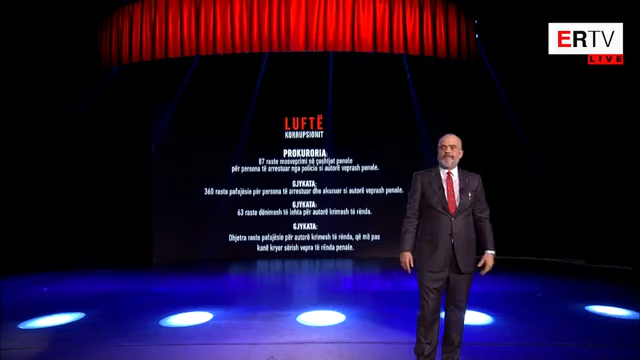 ERTV
LIVE
LUFTË
KORRUPSIONIT
PROKURORIA:
87 raste mosveprimi në çështjet penale
për persona të arrestuar nga policia si autorë veprash penale.
GJYKATA:
360 raste pafajësie për persona të arrestuar dhe akuzuar si autorë veprash penale.
GJYKATA:
63 raste dënimesh të lehta për autorë krimesh të rënda.
GJYKATA:
Dhjetra raste pafajësie për autorë krimesh të rënda, që më pas
kanë kryer sërish vepra të rënda penale.